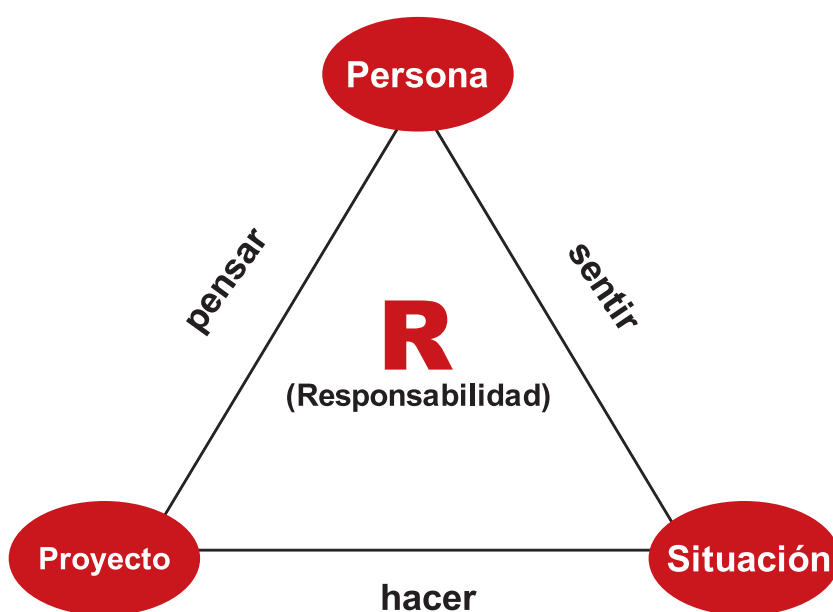 Persona
pensar
sentir
R
(Responsabilidad)
Proyecto
Situación
hacer